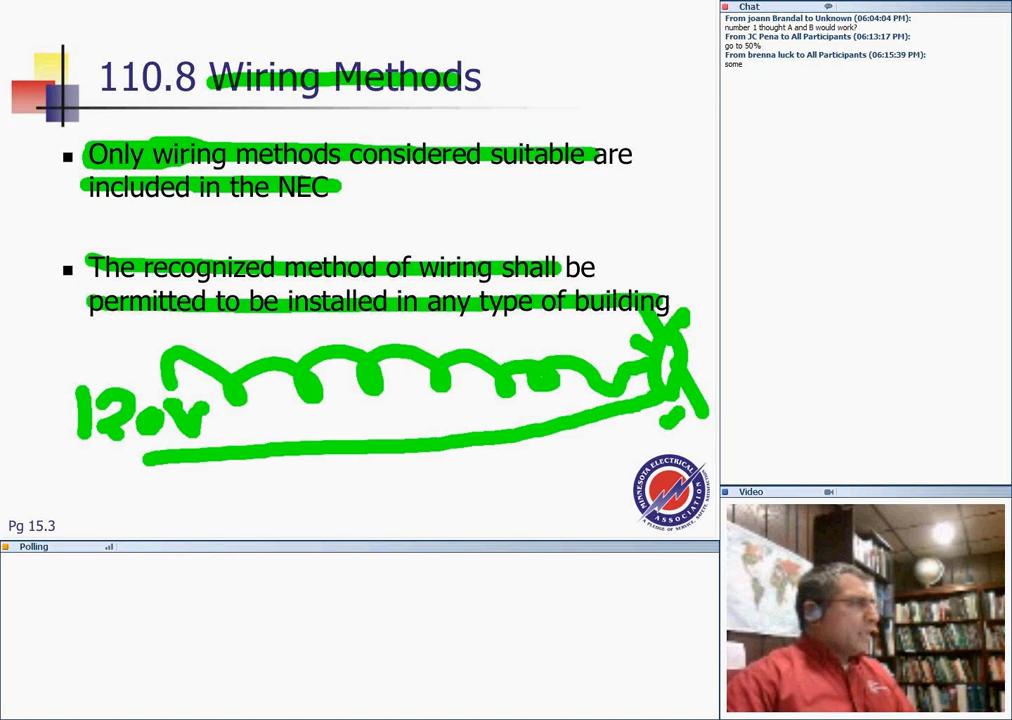 110.8 Wiring Methods
Only wiring methods considered suitable are
included in the NEC
The recognized method of wiring shall be
permitted to be installed in any type of building
120v
MINNESOTA ELECTRICAL
ASSOCIATION
Pg 15.3
Polling
Chat
From joann Brandal to Unknown (06:04:04 PM):
number 1 thought A and B would work?
From JC Pena to All Participants (06:13:17 PM):
go to 50%
From brenna luck to All Participants (06:15:39 PM):
some
Video